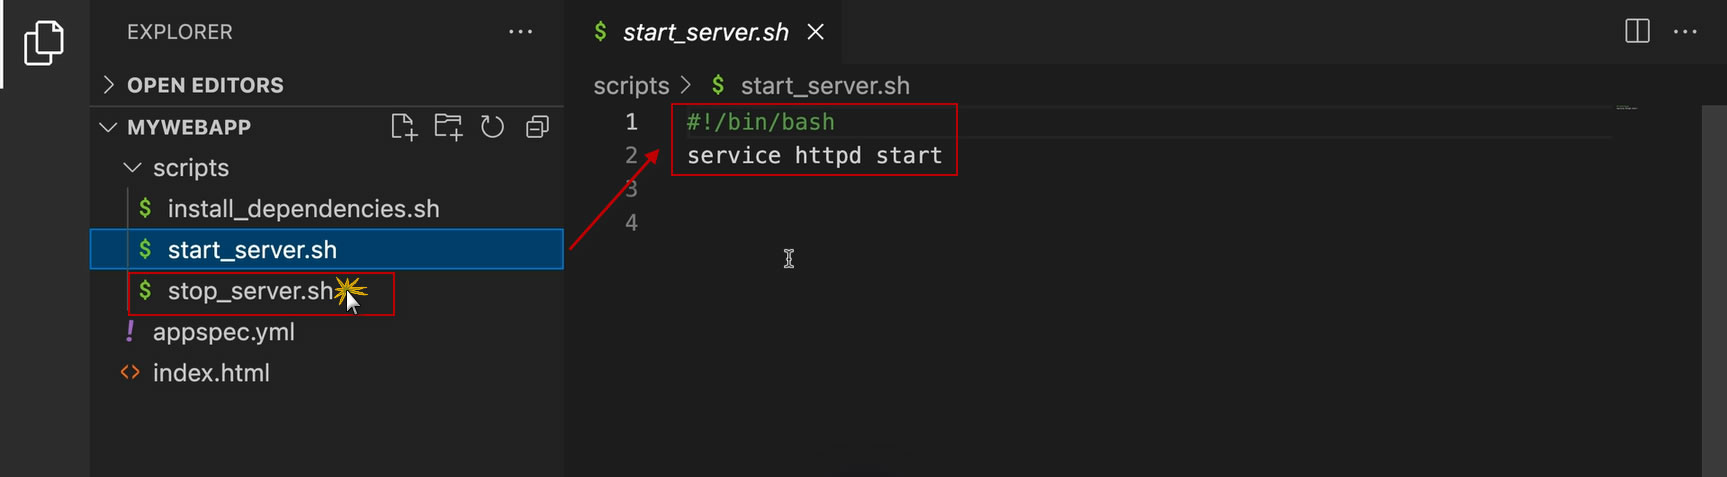 EXPLORER
OPEN EDITORS
MYWEBAPP
scripts
$ install_dependencies.sh
$ start_server.sh
$ stop_server.sh
! appspec.yml
<> index.html
$ start_server.sh
scripts > $ start_server.sh
1 #!/bin/bash
2 service httpd start
3
4